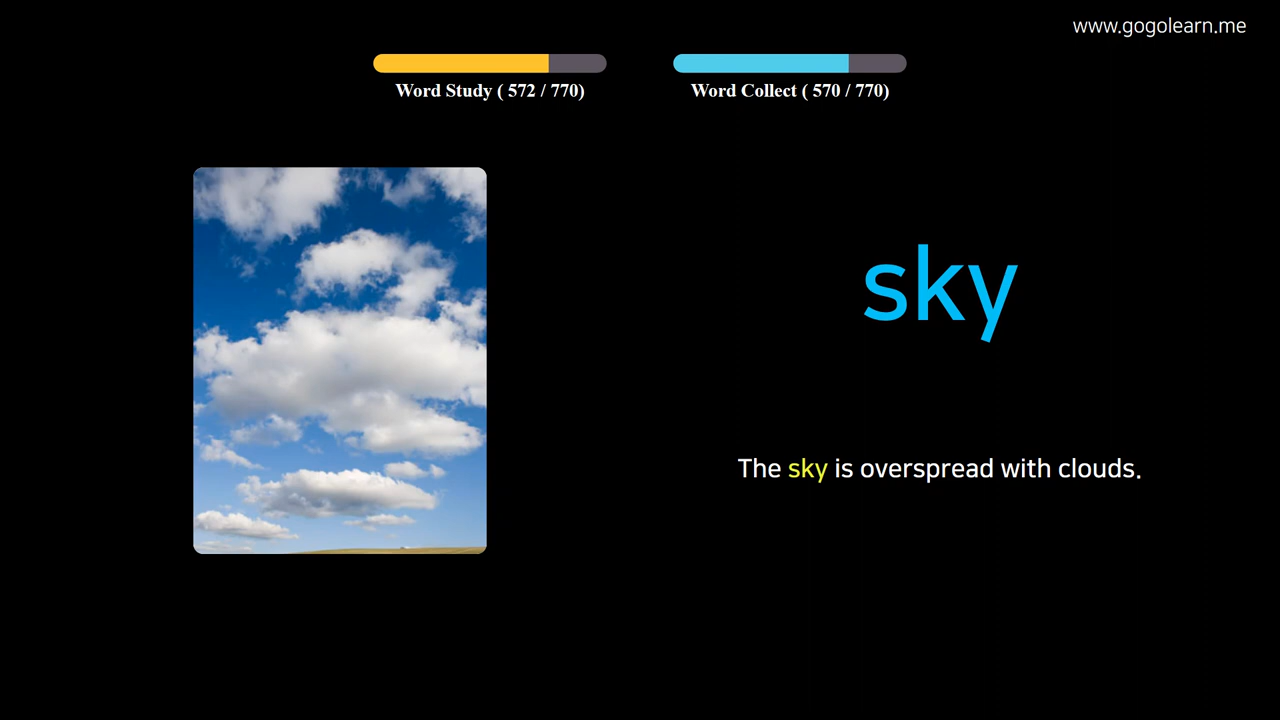 www.gogolearn.me
Word Study ( 572 / 770)
Word Collect ( 570 / 770)
sky
The sky is overspread with clouds.